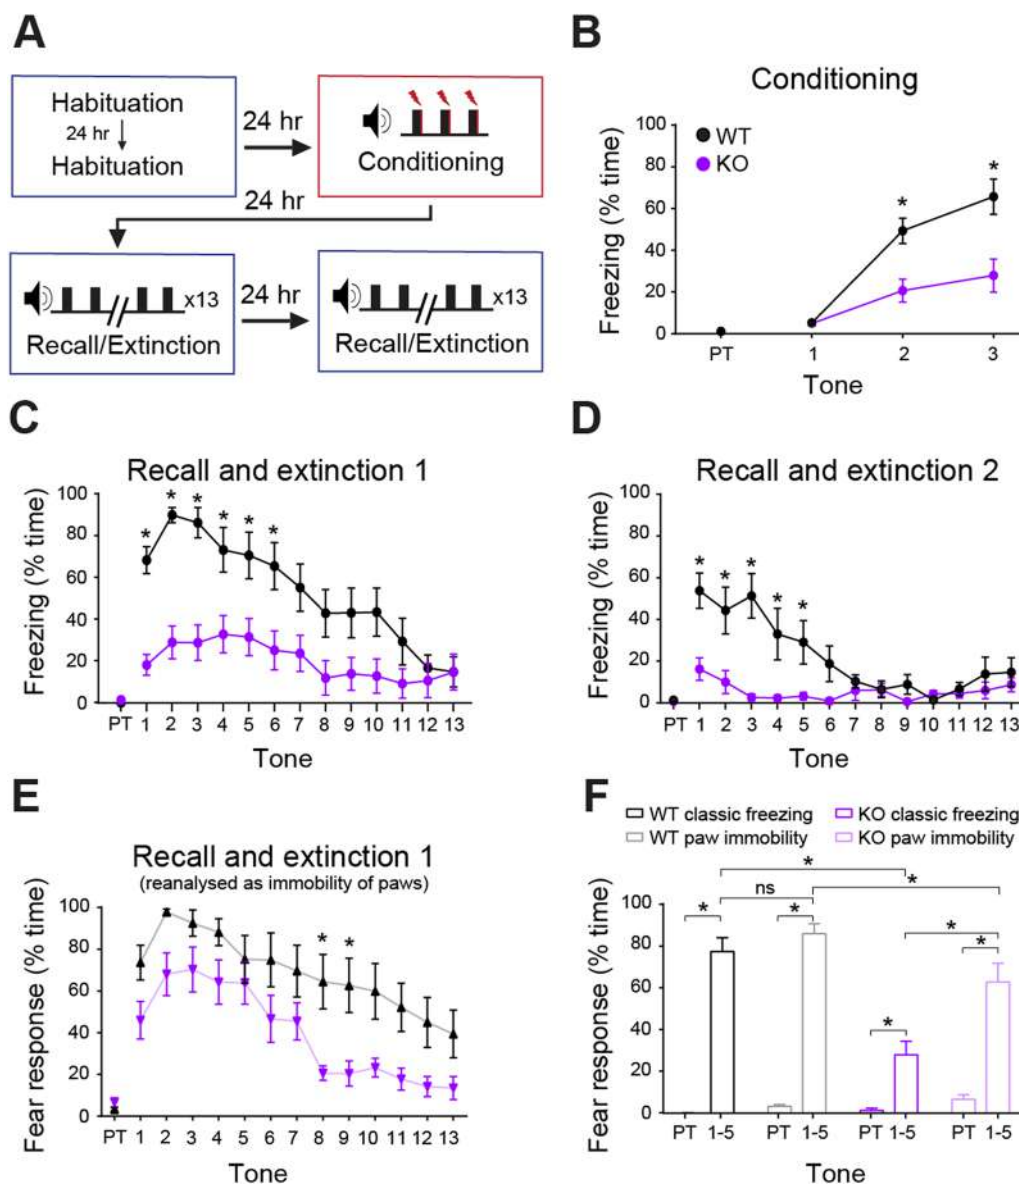 A
Habituation
24 hr
Habituation
24 hr
Conditioning
24 hr
x13
Recall/Extinction
24 hr
x13
Recall/Extinction
B
Conditioning
Freezing (% time)
100
80
60
40
20
0
WT
KO
*
*
PT 1 2 3
Tone
C
Recall and extinction 1
Freezing (% time)
100
80
60
40
20
0
* * * * * *
PT 1 2 3 4 5 6 7 8 9 10 11 12 13
Tone
D
Recall and extinction 2
Freezing (% time)
100
80
60
40
20
0
* * * * *
PT 1 2 3 4 5 6 7 8 9 10 11 12 13
Tone
E
Recall and extinction 1
(reanalysed as immobility of paws)
Fear response (% time)
100
80
60
40
20
0
* *
PT 1 2 3 4 5 6 7 8 9 10 11 12 13
Tone
F
WT classic freezing KO classic freezing
WT paw immobility KO paw immobility
*
ns *
* * *
*
*
Fear response (% time)
100
80
60
40
20
0
PT 1-5 PT 1-5 PT 1-5 PT 1-5
Tone